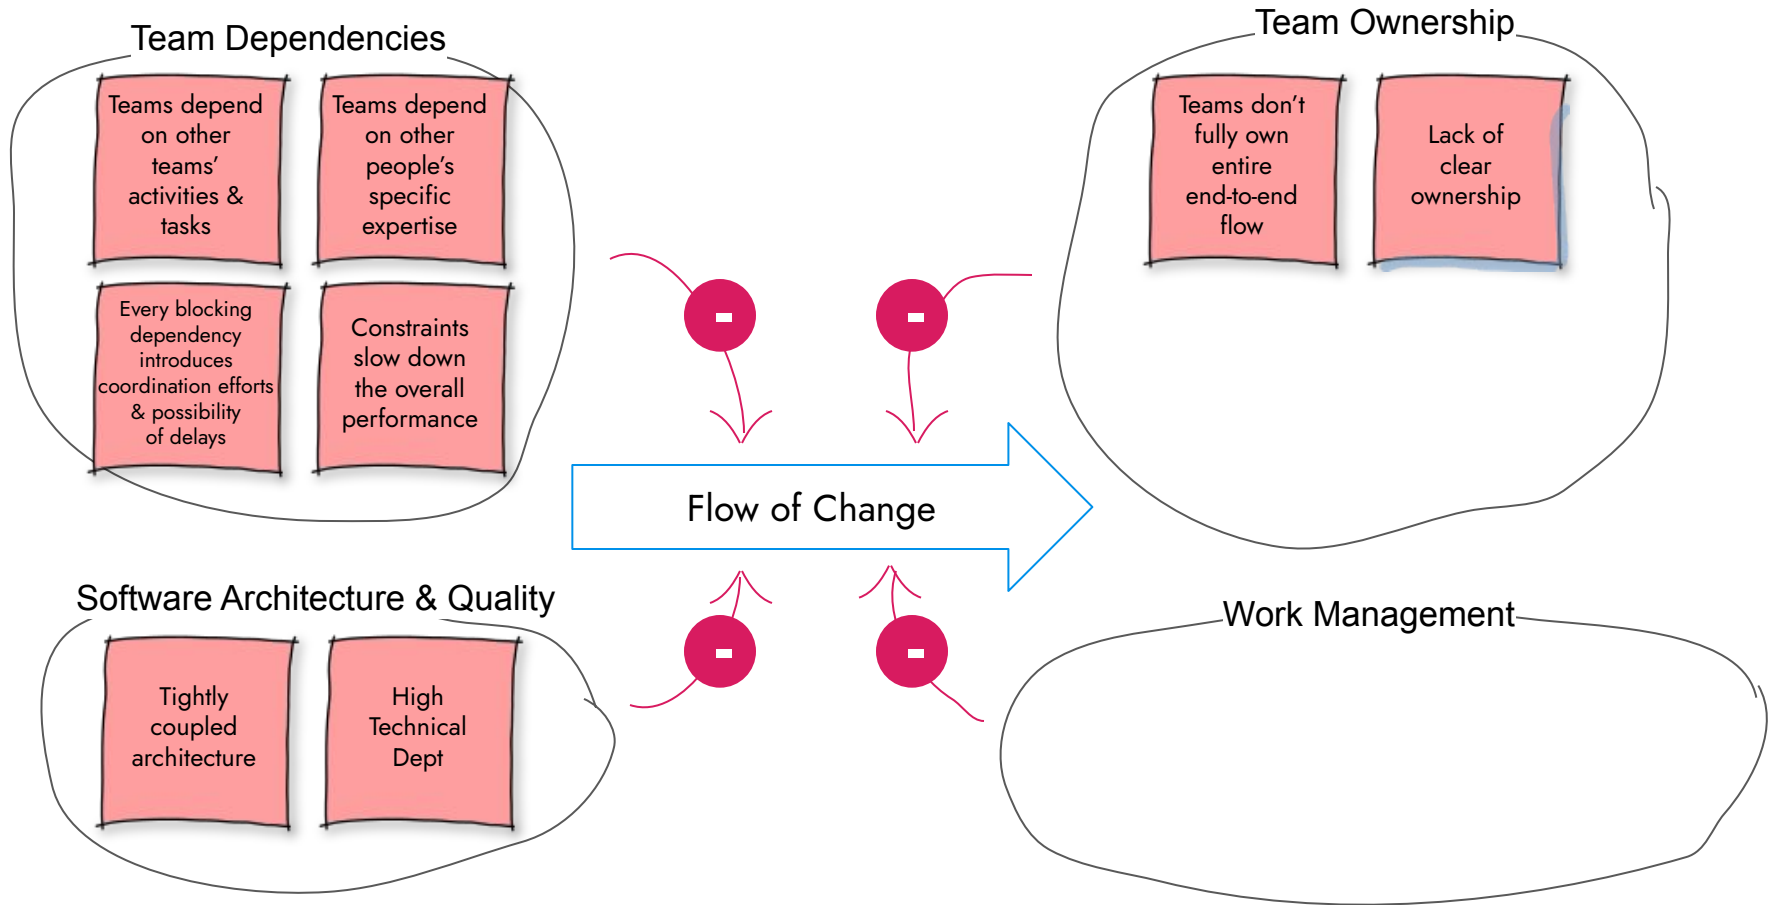 Team Dependencies
Teams depend
on other
teams’
activities &
tasks
Teams depend
on other
people’s
specific
expertise
Every blocking
dependency
introduces
coordination efforts
& possibility
of delays
Constraints
slow down
the overall
performance
Team Ownership
Teams don’t
fully own
entire
end-to-end
flow
Lack of
clear
ownership
-
-
Flow of Change
-
-
Software Architecture & Quality
Tightly
coupled
architecture
High
Technical
Dept
Work Management